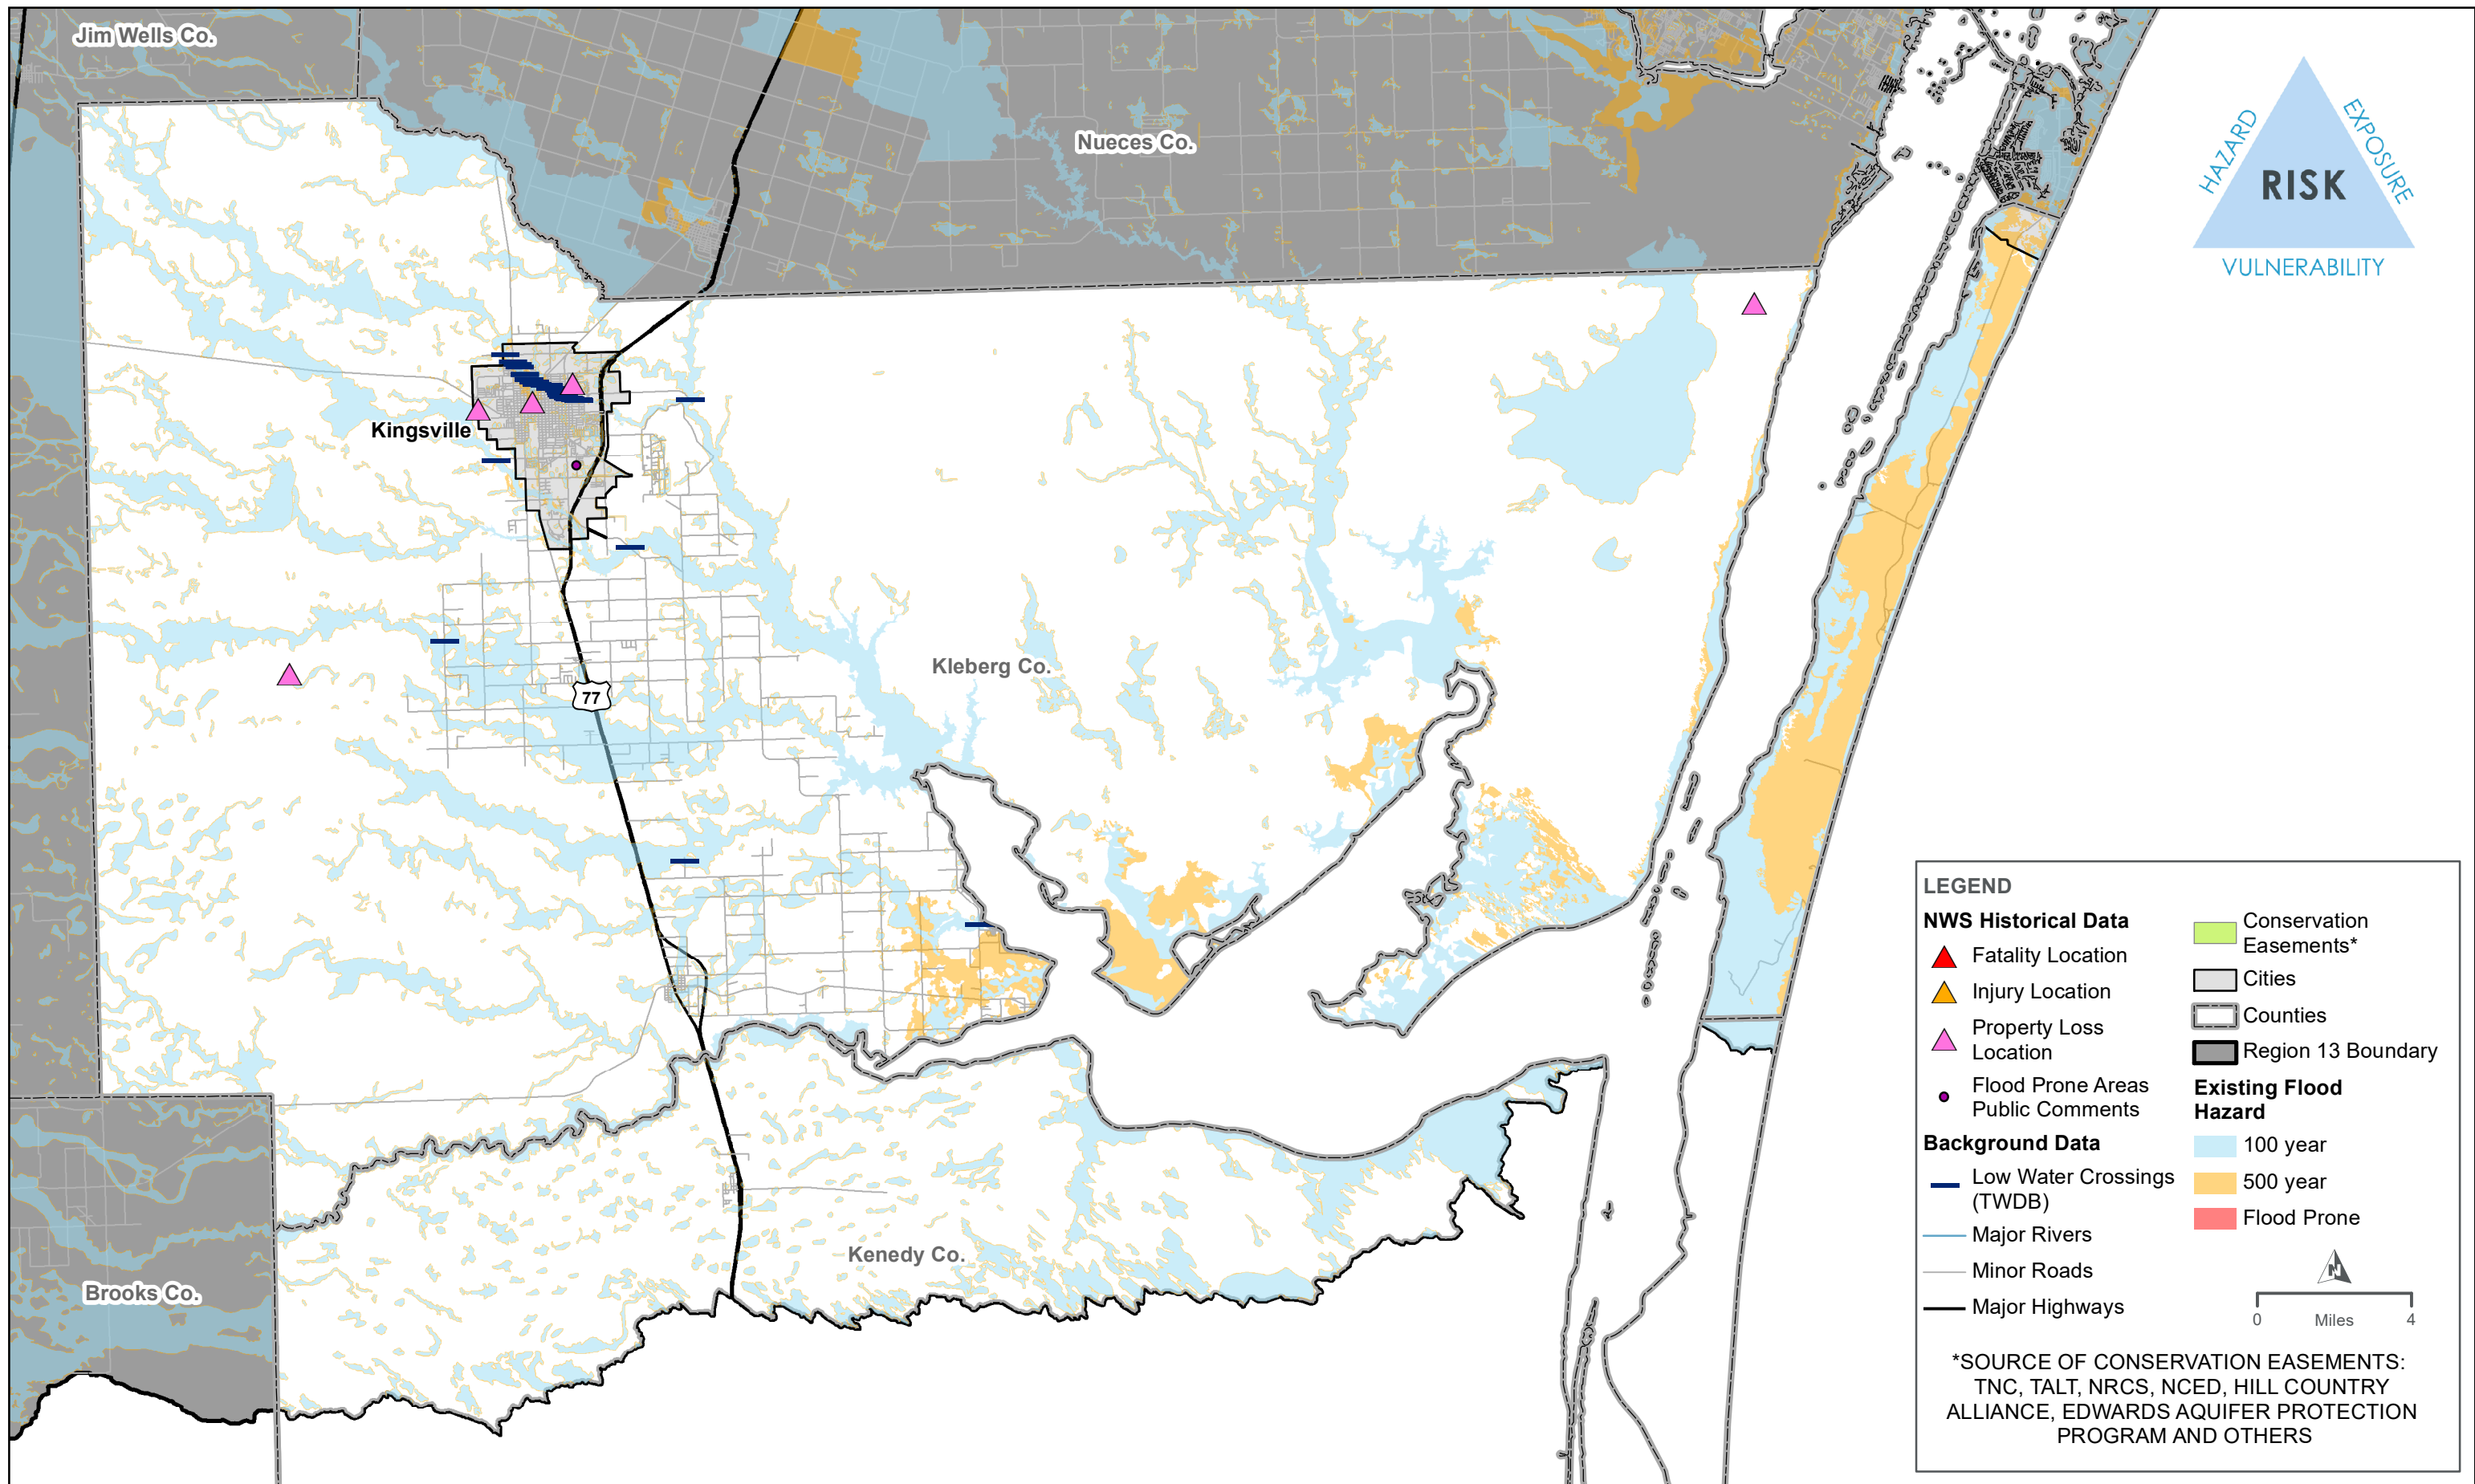 Jim Wells Co.
Nueces Co.
HAZARD
EXPOSURE
RISK
VULNERABILITY
Kingsville
Kleberg Co.
77
Kenedy Co.
Brooks Co.
LEGEND
NWS Historical Data
Fatality Location
Injury Location
Property Loss
Location
Flood Prone Areas
Public Comments
Background Data
Low Water Crossings
(TWDB)
Major Rivers
Minor Roads
Major Highways
Conservation
Easements*
Cities
Counties
Region 13 Boundary
Existing Flood
Hazard
100 year
500 year
Flood Prone
N
0 Miles 4
*SOURCE OF CONSERVATION EASEMENTS:
TNC, TALT, NRCS, NCED, HILL COUNTRY
ALLIANCE, EDWARDS AQUIFER PROTECTION
PROGRAM AND OTHERS